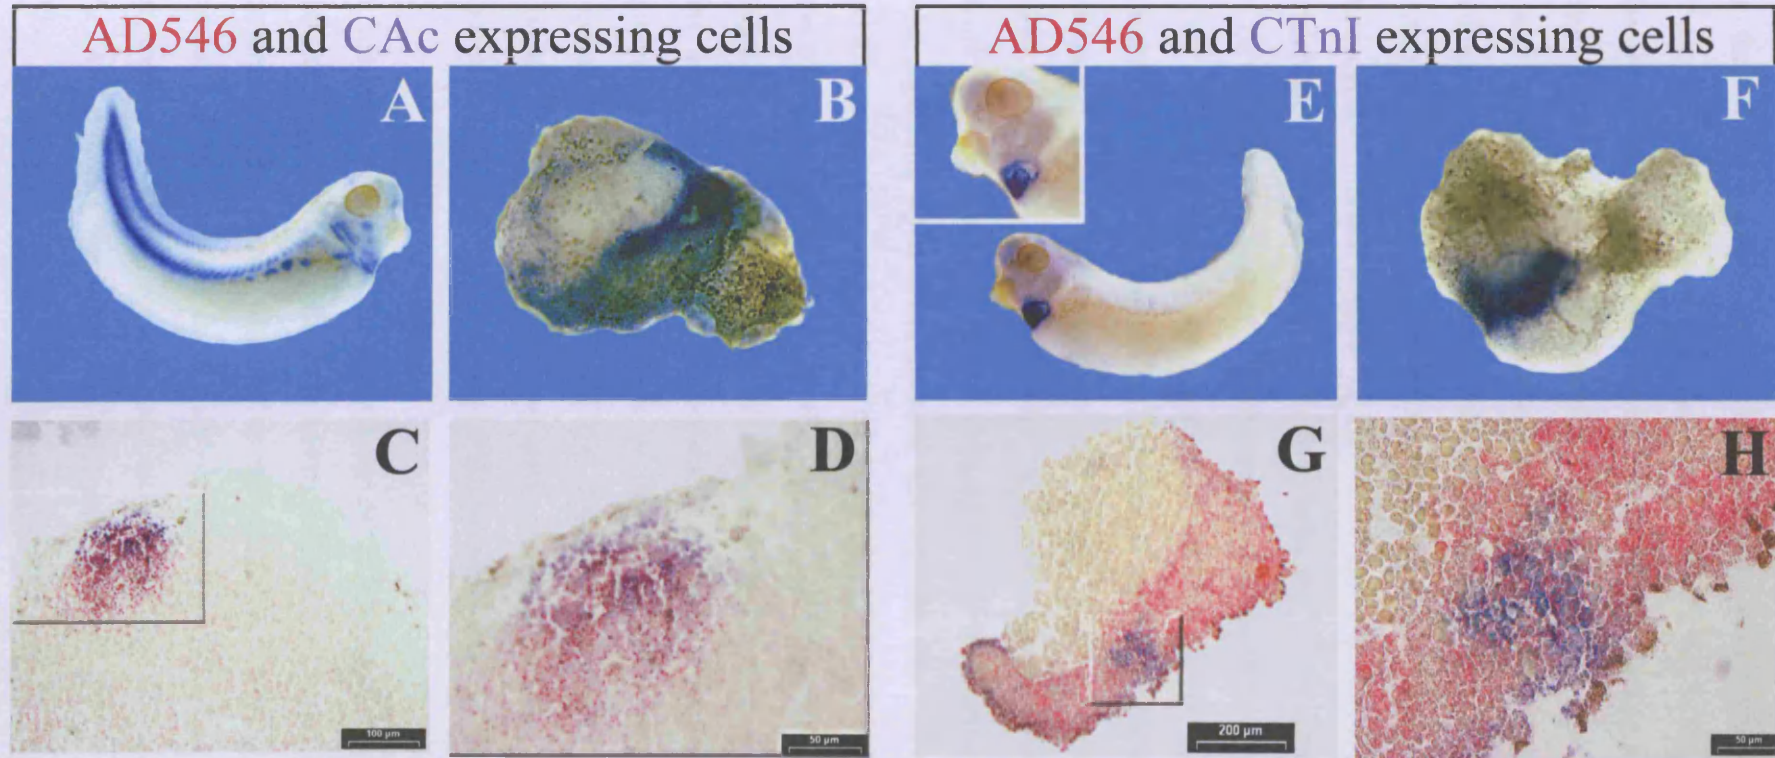 AD546 and CAc expressing cells
AD546 and CTnI expressing cells
A
B
E
F
C
D
G
H
100 µm
50 µm
200 µm
50 µm